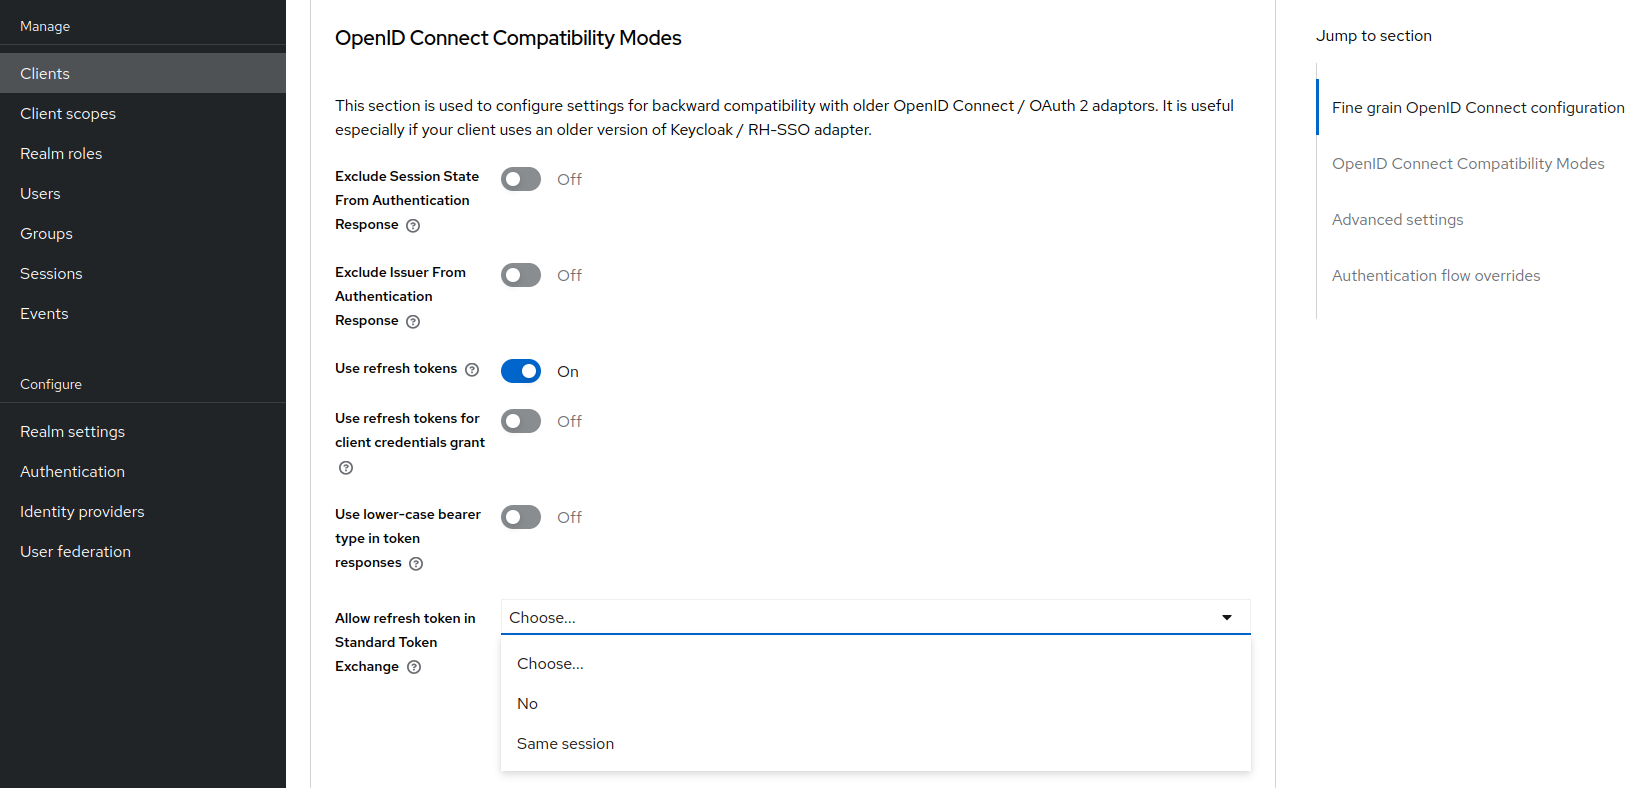 Manage
Clients
Client scopes
Realm roles
Users
Groups
Sessions
Events
Configure
Realm settings
Authentication
Identity providers
User federation
OpenID Connect Compatibility Modes
This section is used to configure settings for backward compatibility with older OpenID Connect / OAuth 2 adaptors. It is useful
especially if your client uses an older version of Keycloak / RH-SSO adapter.
Exclude Session State
From Authentication
Response
Off
Exclude Issuer From
Authentication
Response
Off
Use refresh tokens
On
Use refresh tokens for
client credentials grant
Off
Use lower-case bearer
type in token
responses
Off
Allow refresh token in
Standard Token
Exchange
Choose...
Choose...
No
Same session
Jump to section
Fine grain OpenID Connect configuration
OpenID Connect Compatibility Modes
Advanced settings
Authentication flow overrides